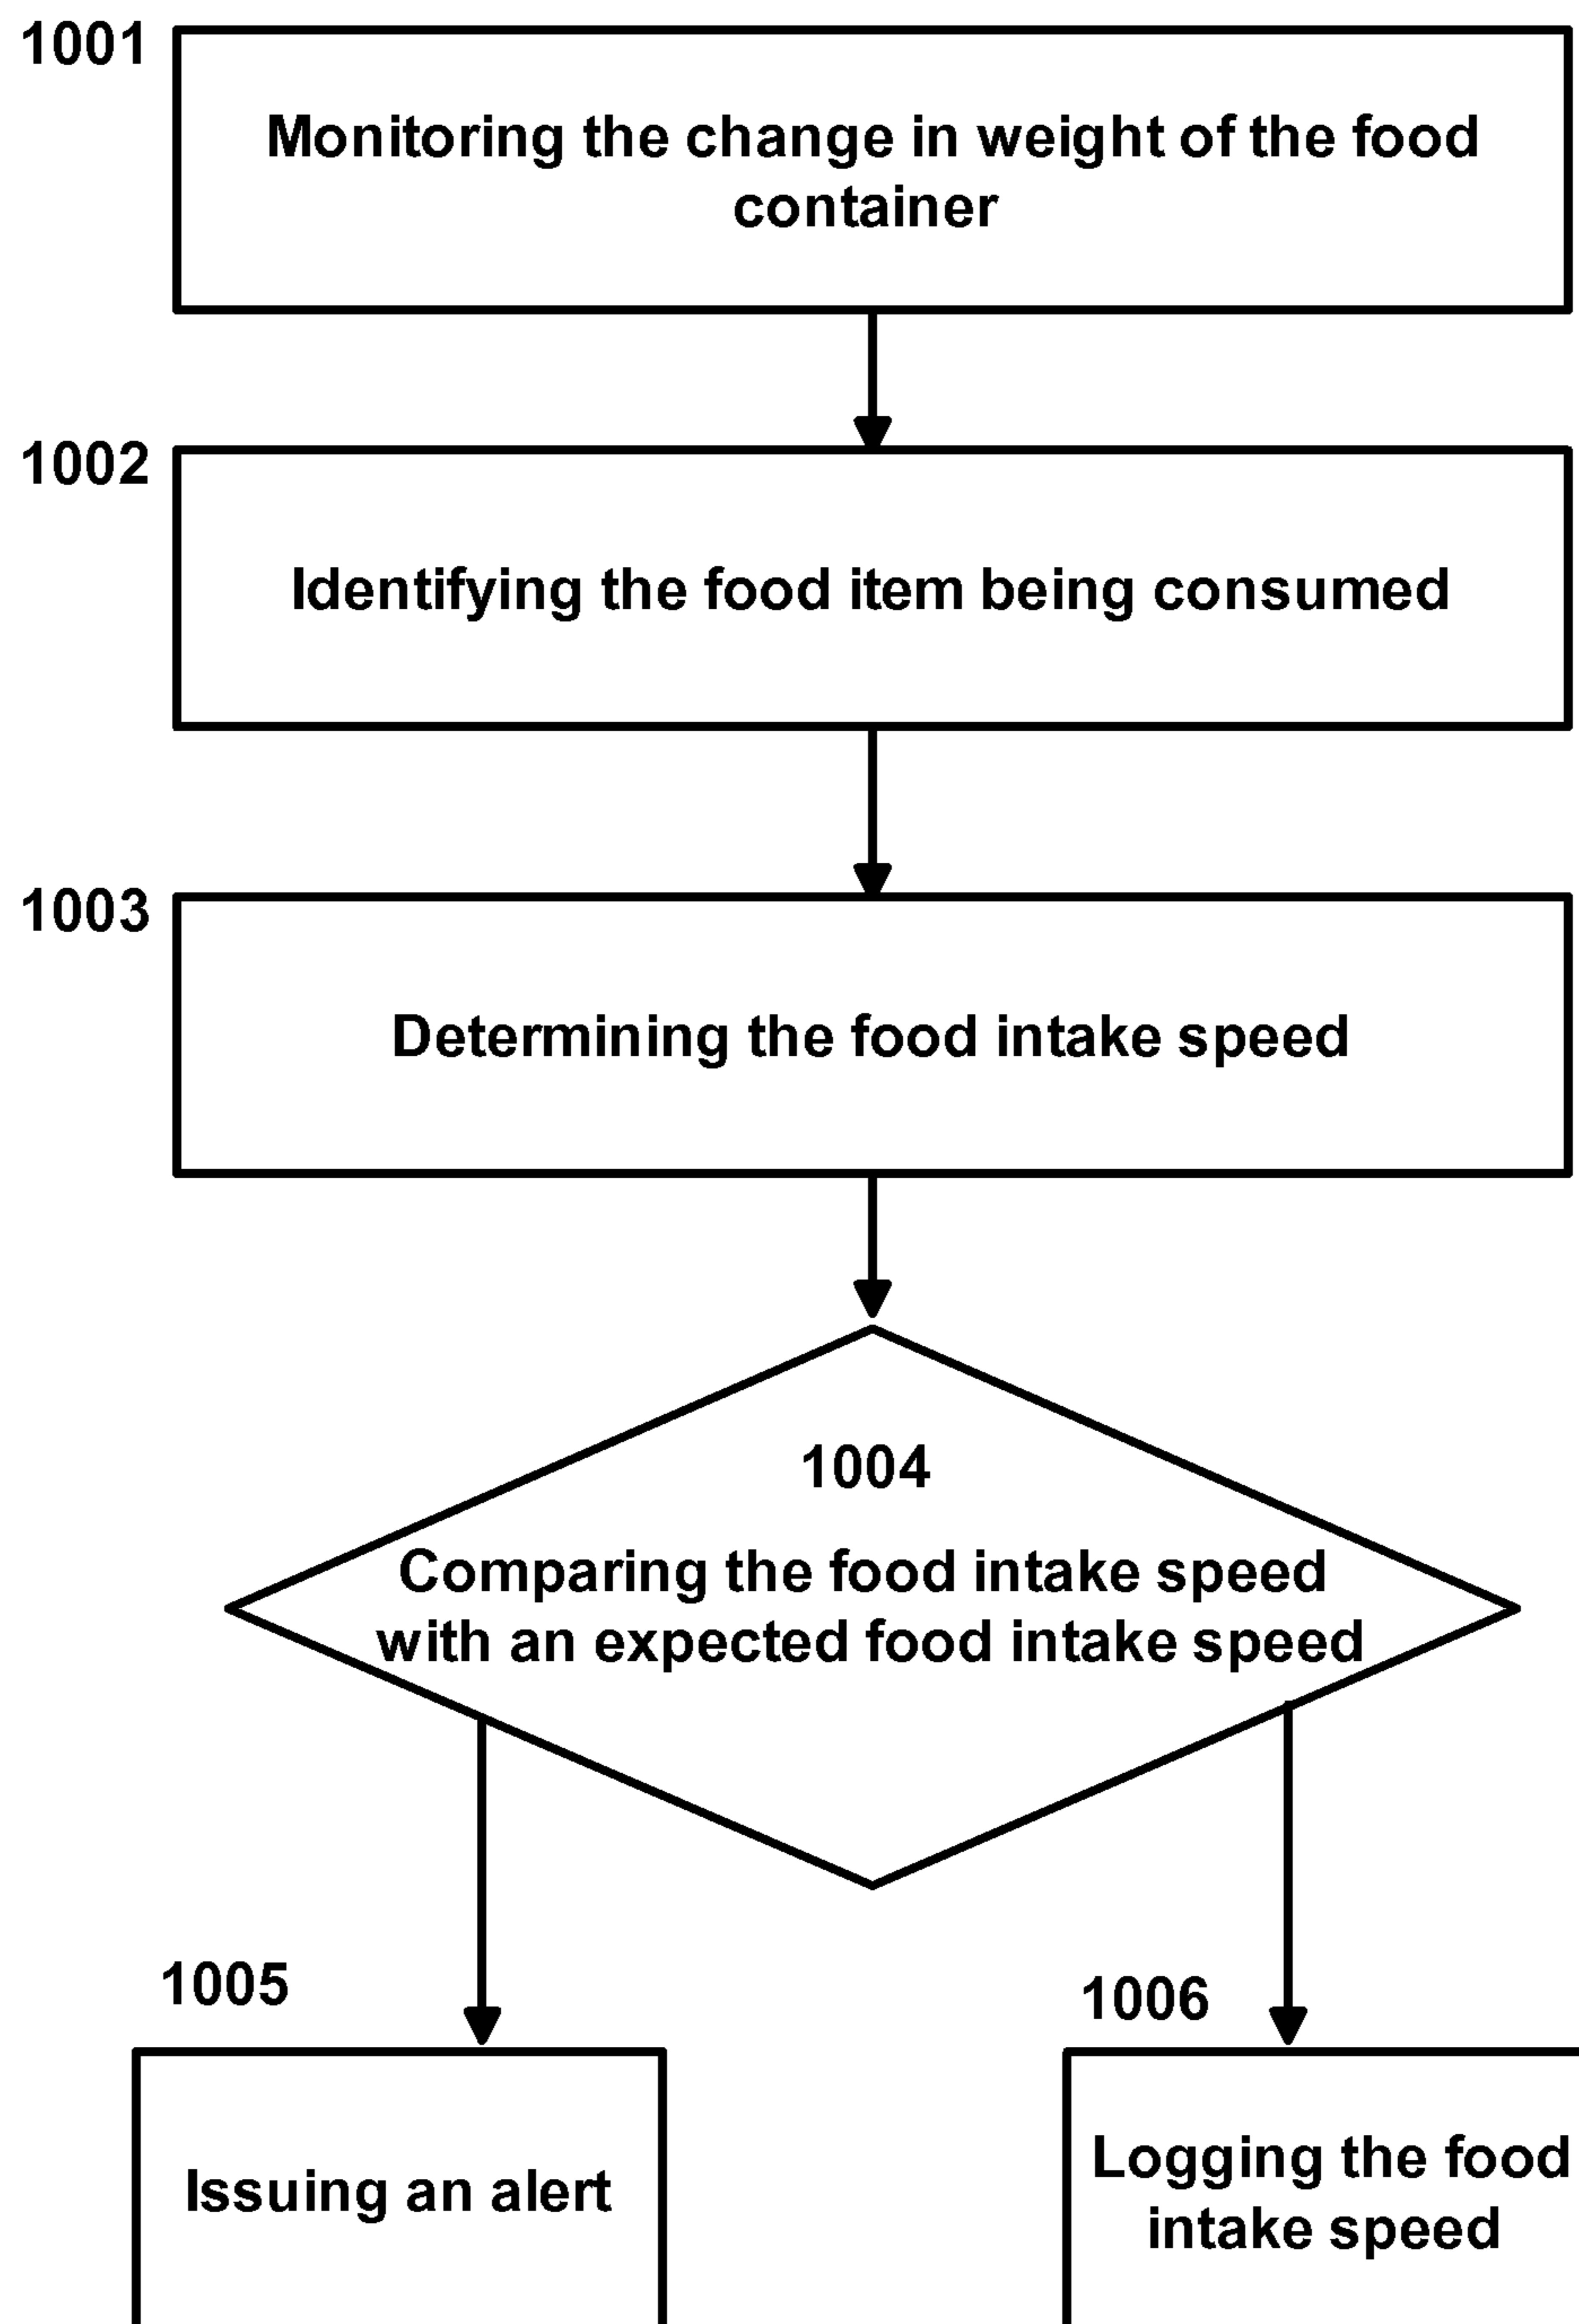 1001
Monitoring the change in weight of the food
container
1002
Identifying the food item being consumed
1003
Determining the food intake speed
1004
Comparing the food intake speed
with an expected food intake speed
1005
Issuing an alert
1006
Logging the food
intake speed